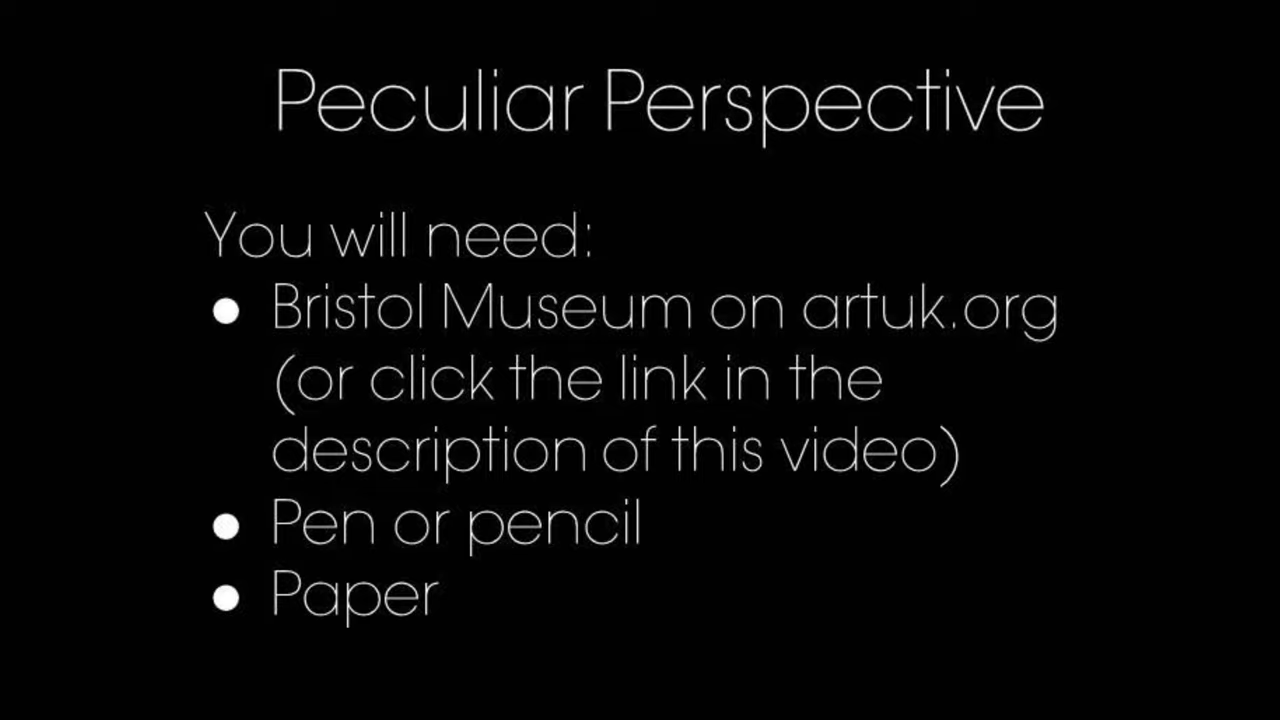 Peculiar Perspective
You will need:
● Bristol Museum on artuk.org
(or click the link in the
description of this video)
● Pen or pencil
● Paper